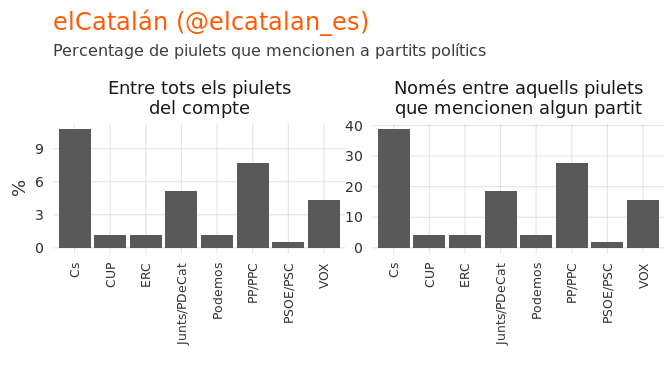 elCatalán (@elcatalan_es)
Percentage de piulets que mencionen a partits polítics
Entre tots els piulets
del compte
%
9
6
3
0
Cs
CUP
ERC
Junts/PDeCat
Podemos
PP/PPC
PSOE/PSC
VOX
Només entre aquells piulets
que mencionen algun partit
40
30
20
10
0
Cs
CUP
ERC
Junts/PDeCat
Podemos
PP/PPC
PSOE/PSC
VOX